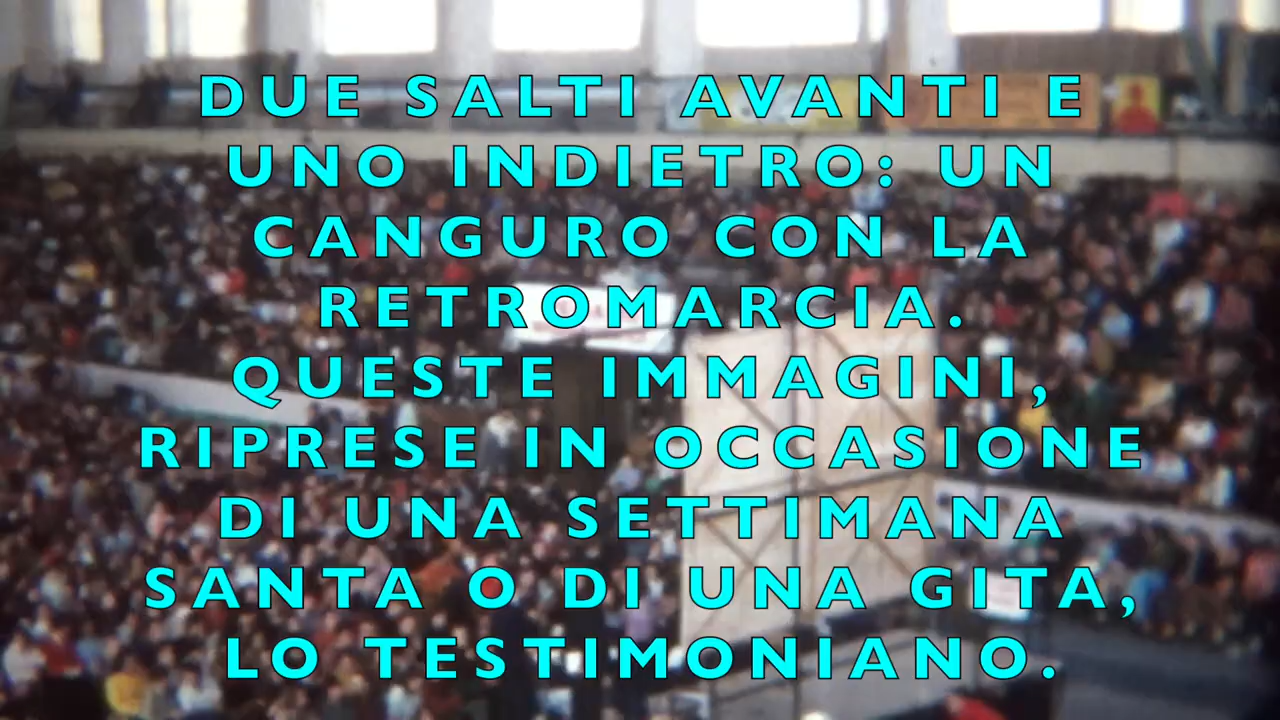 DUE SALTI AVANTI E
UNO INDIETRO: UN
CANGURO CON LA
RETROMARCIA.
QUESTE IMMAGINI,
RIPRESE IN OCCASIONE
DI UNA SETTIMANA
SANTA O DI UNA GITA,
LO TESTIMONIANO.